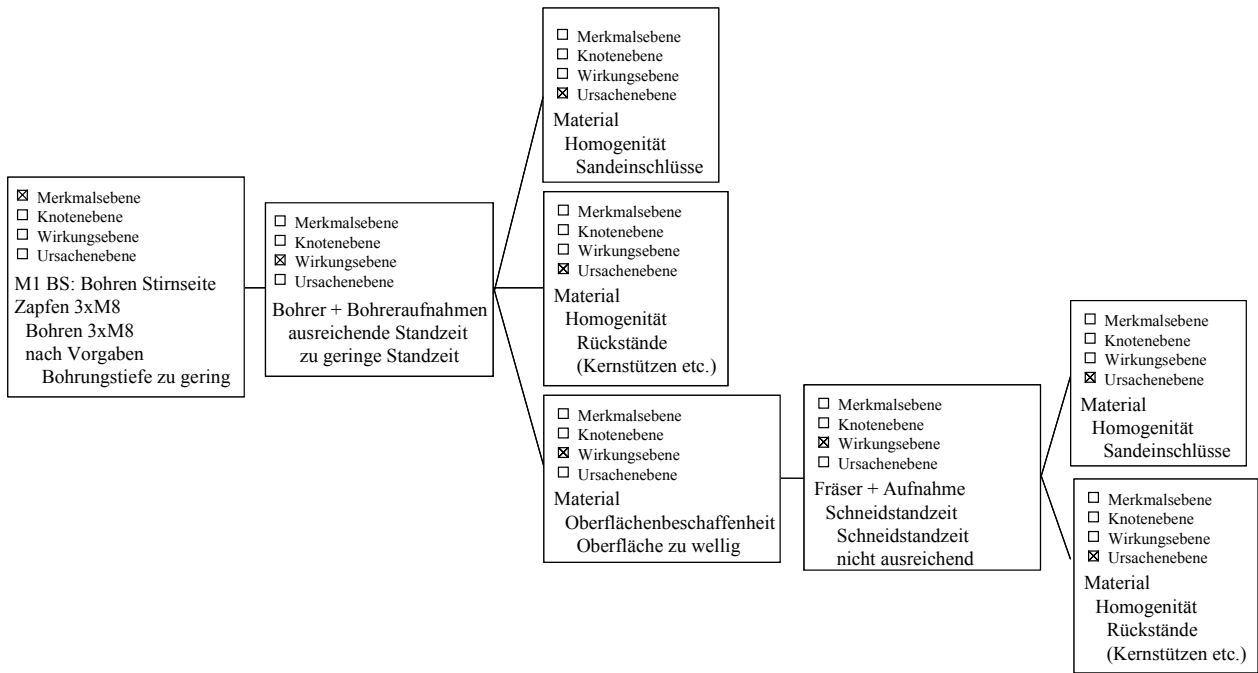 ☒ Merkmalsebene
☐ Knotenebene
☐ Wirkungsebene
☐ Ursachenebene
M1 BS: Bohren Stirnseite
Zapfen 3xM8
Bohren 3xM8
nach Vorgaben
Bohrungstiefe zu gering
☐ Merkmalsebene
☐ Knotenebene
☒ Wirkungsebene
☐ Ursachenebene
Bohrer + Bohreraufnahmen
ausreichende Standzeit
zu geringe Standzeit
☐ Merkmalsebene
☐ Knotenebene
☐ Wirkungsebene
☒ Ursachenebene
Material
Homogenität
Sandeinschlüsse
☐ Merkmalsebene
☐ Knotenebene
☐ Wirkungsebene
☒ Ursachenebene
Material
Homogenität
Rückstände
(Kernstützen etc.)
☐ Merkmalsebene
☐ Knotenebene
☒ Wirkungsebene
☐ Ursachenebene
Material
Oberflächenbeschaffenheit
Oberfläche zu wellig
☐ Merkmalsebene
☐ Knotenebene
☒ Wirkungsebene
☐ Ursachenebene
Fräser + Aufnahme
Schneidstandzeit
Schneidstandzeit
nicht ausreichend
☐ Merkmalsebene
☐ Knotenebene
☐ Wirkungsebene
☒ Ursachenebene
Material
Homogenität
Sandeinschlüsse
☐ Merkmalsebene
☐ Knotenebene
☐ Wirkungsebene
☒ Ursachenebene
Material
Homogenität
Rückstände
(Kernstützen etc.)